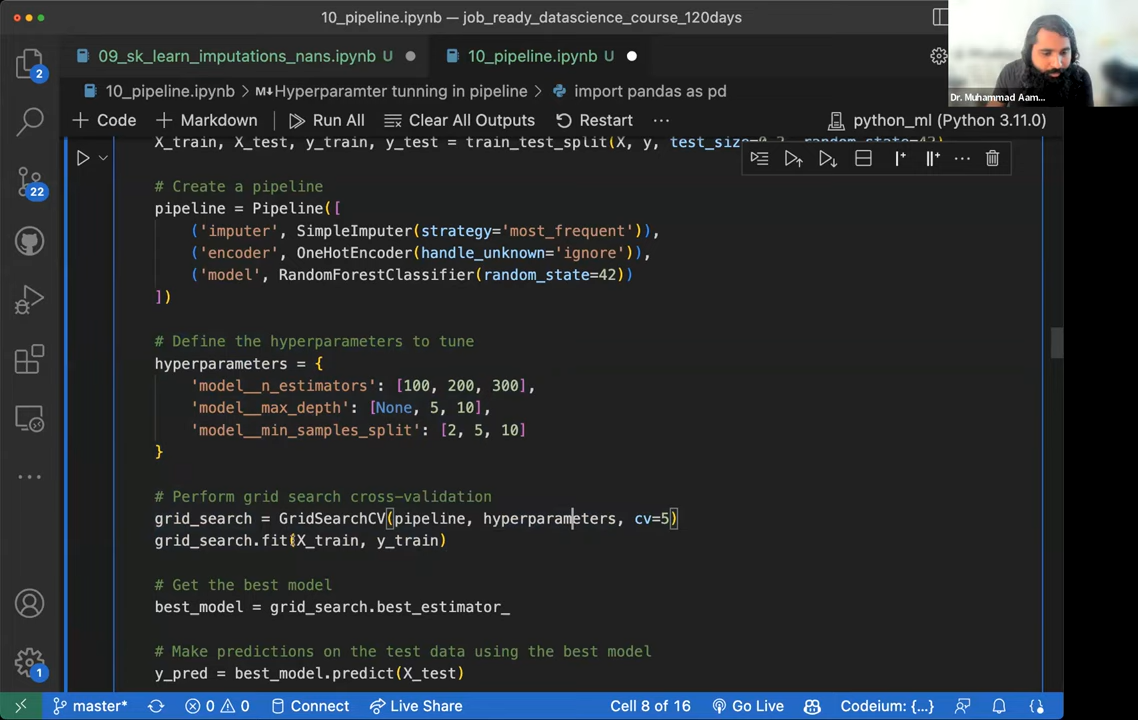 10_pipeline.ipynb — job_ready_datascience_course_120days
09_sk_learn_imputations_nans.ipynb U
10_pipeline.ipynb U
10_pipeline.ipynb > M↓Hyperparamter tunning in pipeline > import pandas as pd
Dr. Muhammad Aam...
+ Code + Markdown Run All Clear All Outputs Restart ... python_ml (Python 3.11.0)
X_train, X_test, y_train, y_test = train_test_split(X, y, test_size=0.2, random_state=42)
# Create a pipeline
pipeline = Pipeline([
('imputer', SimpleImputer(strategy='most_frequent')),
('encoder', OneHotEncoder(handle_unknown='ignore')),
('model', RandomForestClassifier(random_state=42))
])
# Define the hyperparameters to tune
hyperparameters = {
'model__n_estimators': [100, 200, 300],
'model__max_depth': [None, 5, 10],
'model__min_samples_split': [2, 5, 10]
}
# Perform grid search cross-validation
grid_search = GridSearchCV(pipeline, hyperparameters, cv=5)
grid_search.fit(X_train, y_train)
# Get the best model
best_model = grid_search.best_estimator_
# Make predictions on the test data using the best model
y_pred = best_model.predict(X_test)
2
22
1
master* 0 0 Connect Live Share Cell 8 of 16 Go Live Codeium: {...}